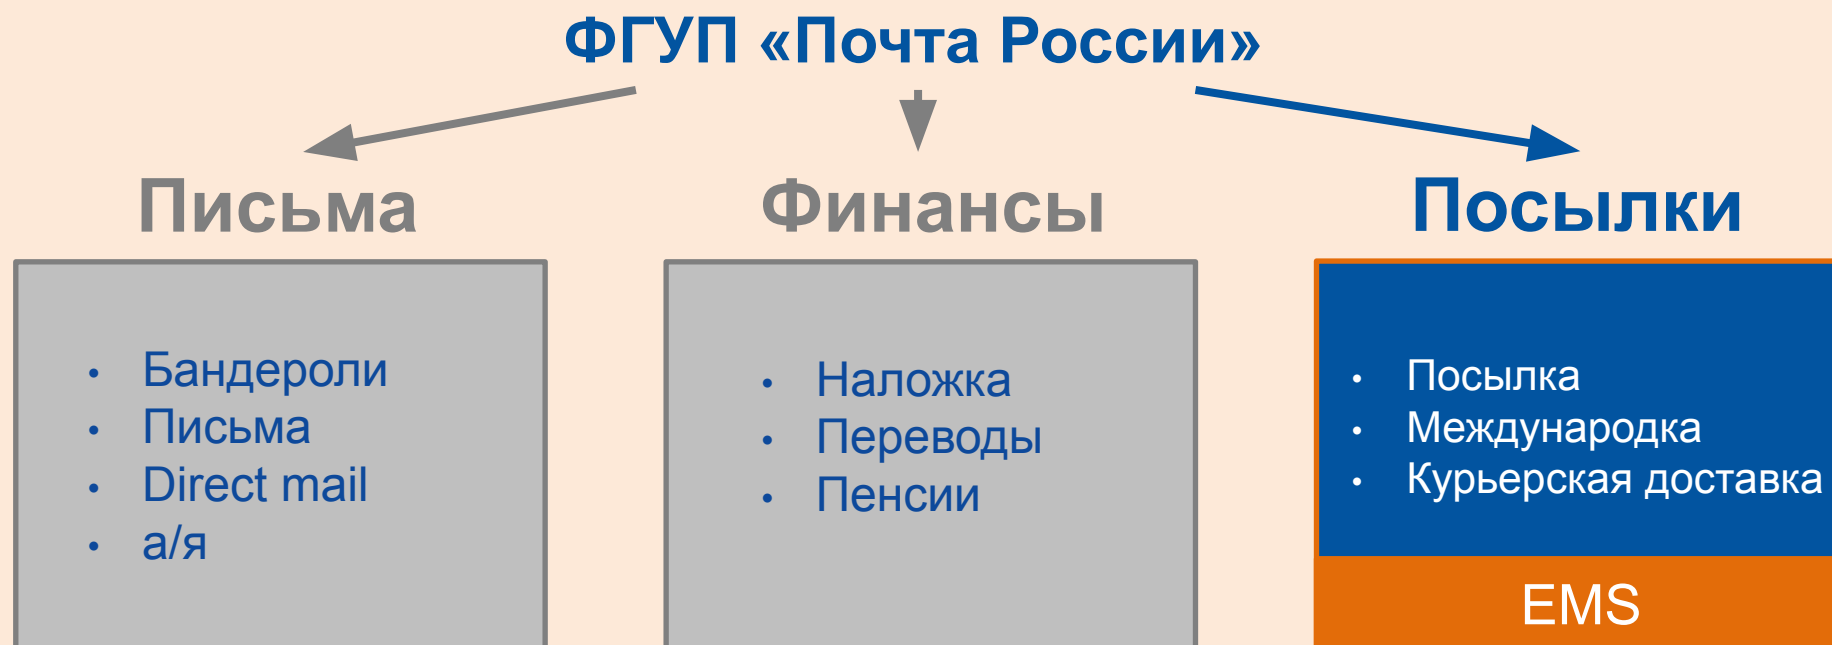 ФГУП «Почта России»
Письма
Финансы
Посылки
• Бандероли
• Письма
• Direct mail
• а/я
• Наложка
• Переводы
• Пенсии
• Посылка
• Международка
• Курьерская доставка
EMS